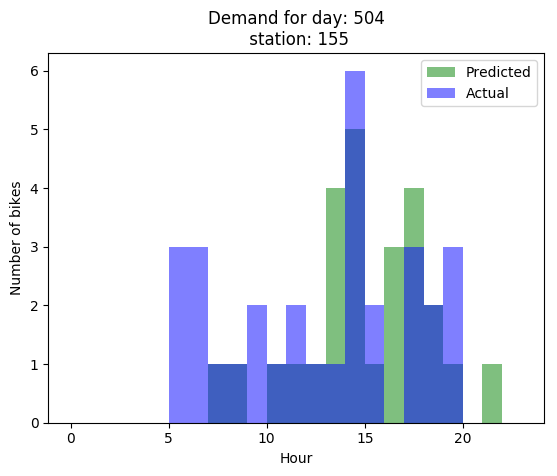 Demand for day: 504
station: 155
Predicted
Actual
Number of bikes
6
5
4
3
2
1
0
0
5
10
15
20
Hour